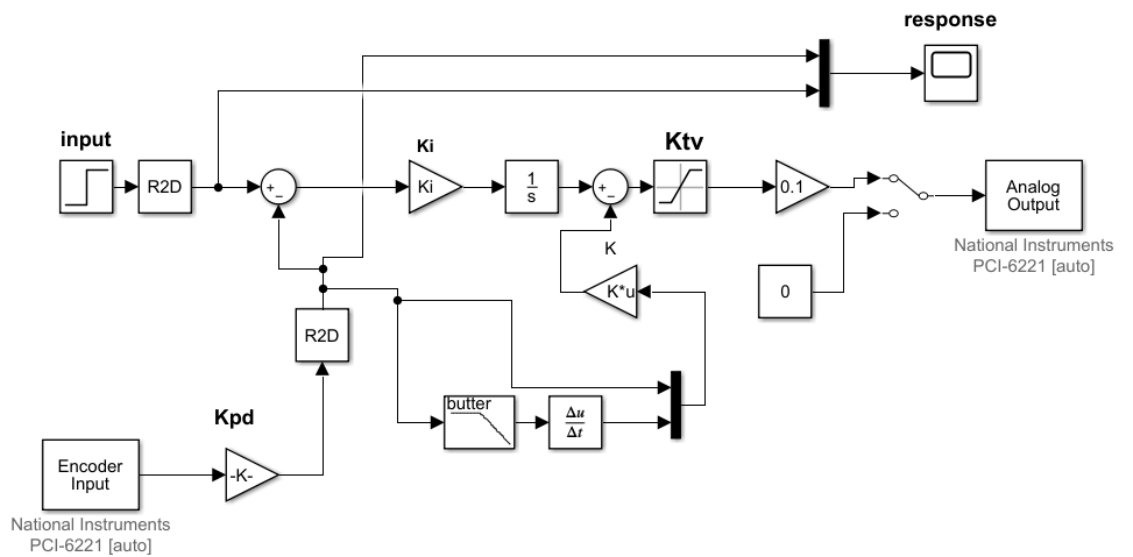 response
input
Ki
Ktv
R2D
+
−
Ki
1
s
+
−
0.1
Analog
Output
National Instruments
PCI-6221 [auto]
K
K*u
0
R2D
butter
Δu
Δt
Kpd
Encoder
Input
-K-
National Instruments
PCI-6221 [auto]